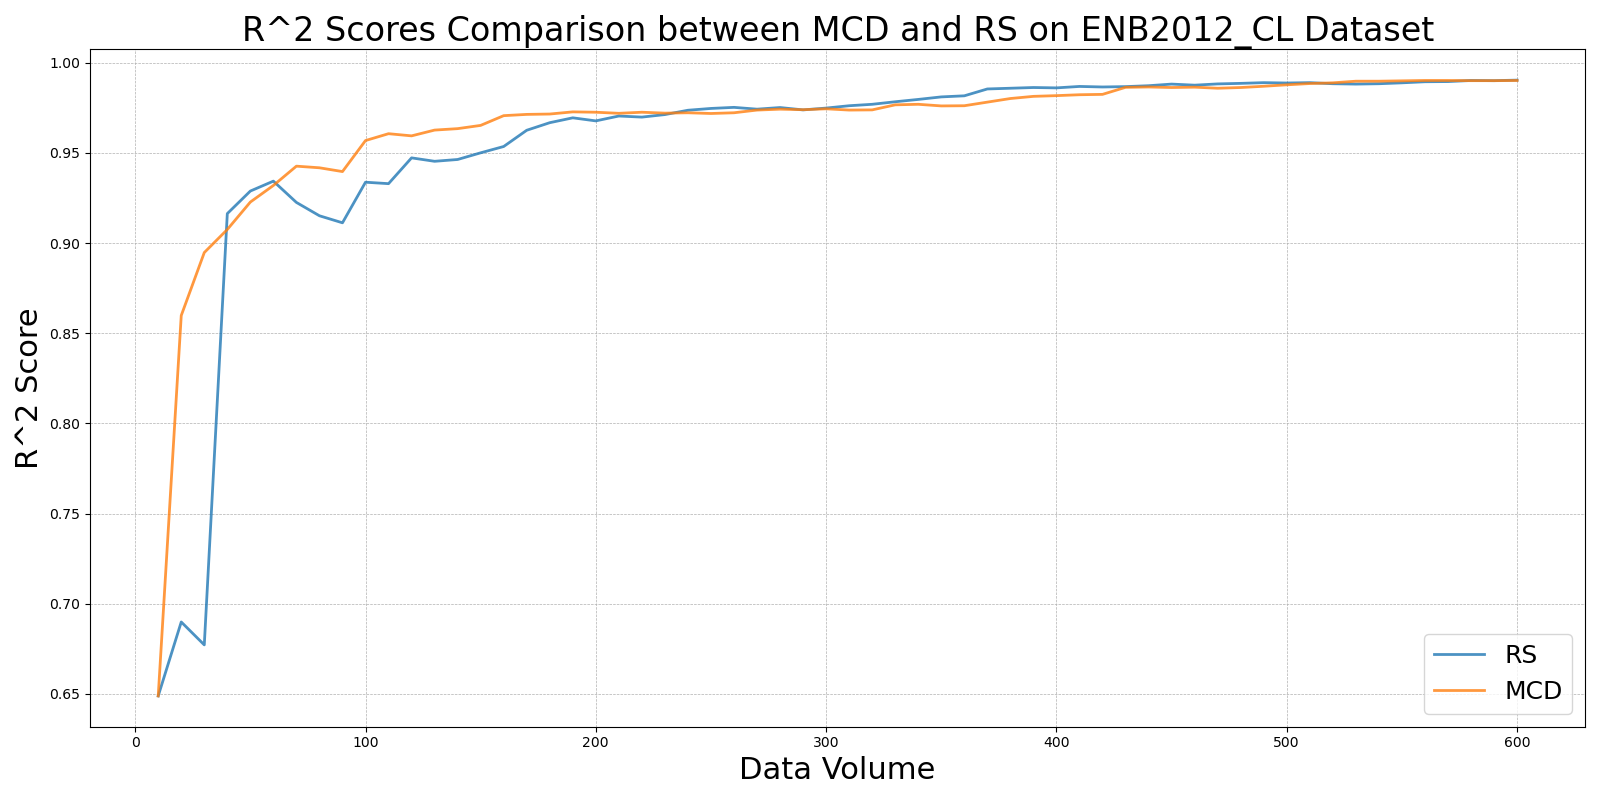 R^2 Scores Comparison between MCD and RS on ENB2012_CL Dataset
R^2 Score
1.00
0.95
0.90
0.85
0.80
0.75
0.70
0.65
RS
MCD
0 100 200 300 400 500 600
Data Volume